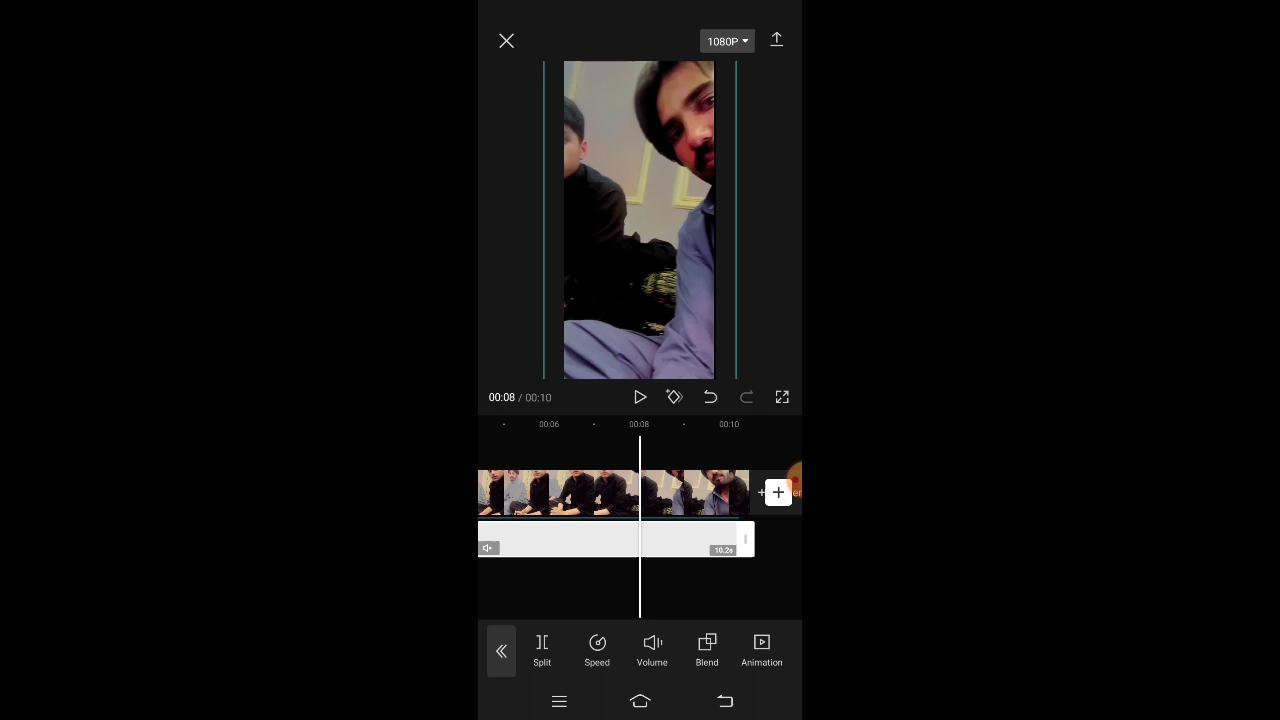 1080P
00:08 / 00:10
00:06 00:08 00:10
10.2s
Split Speed Volume Blend Animation